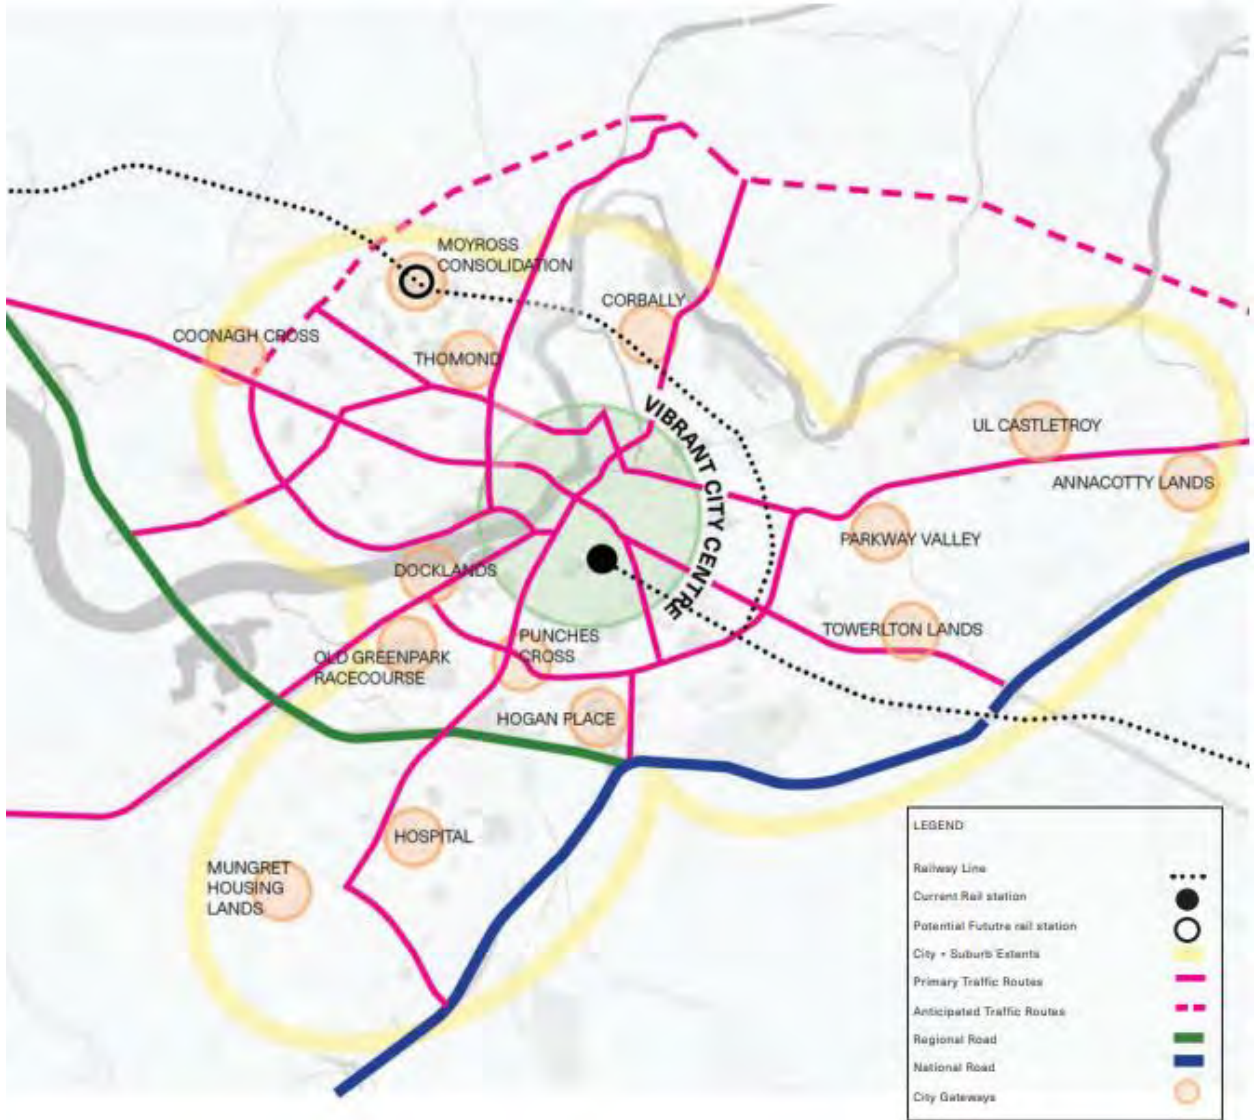 MOYROSS
CONSOLIDATION
CORBALLY
COONAGH CROSS
THOMOND
VIBRANT CITY CENTRE
UL CASTLETROY
ANNACOTTY LANDS
PARKWAY VALLEY
DOCKLANDS
TOWERLTON LANDS
PUNCHES
CROSS
OLD GREENPARK
RACECOURSE
HOGAN PLACE
HOSPITAL
MUNGRET
HOUSING
LANDS
LEGEND
Railway Line
Current Rail station
Potential Fututre rail station
City + Suburb Extents
Primary Traffic Routes
Anticipated Traffic Routes
Regional Road
National Road
City Gateways